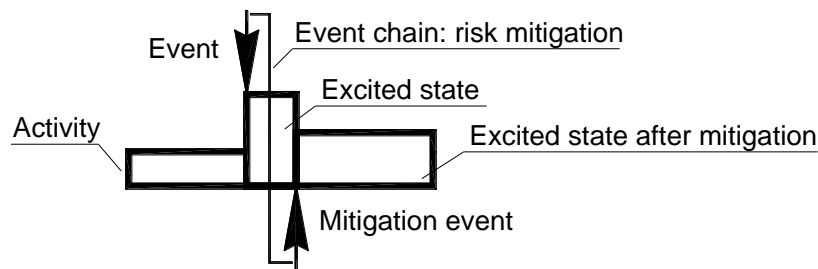 Event chain: risk mitigation
Event
Excited state
Activity
Excited state after mitigation
Mitigation event